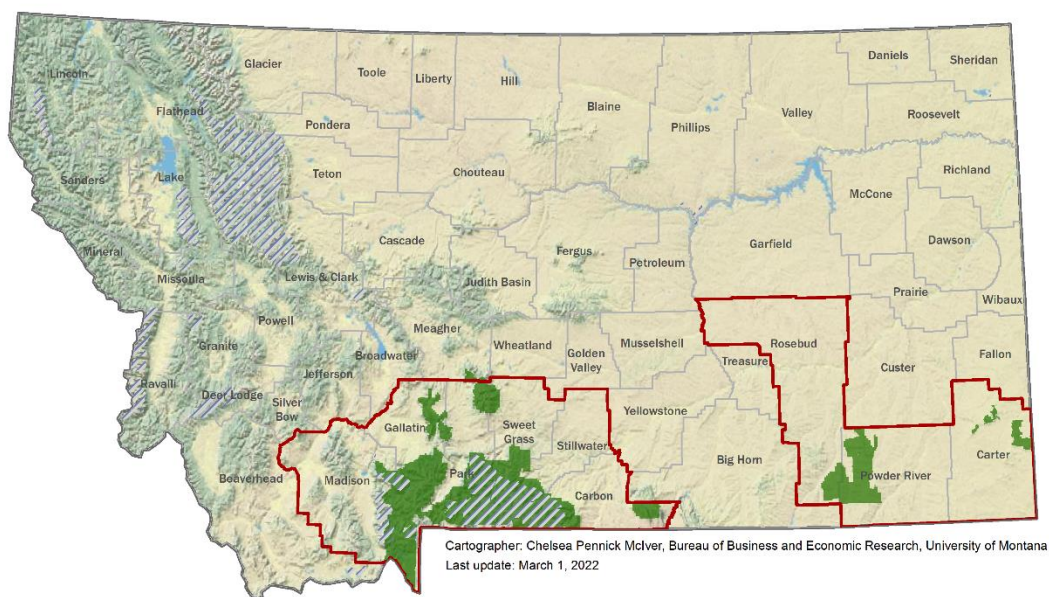 Lincoln
Glacier
Toole
Liberty
Hill
Blaine
Phillips
Valley
Daniels
Sheridan
Flathead
Pondera
Roosevelt
Sanders
Lake
Teton
Chouteau
McCone
Richland
Mineral
Missoula
Lewis & Clark
Cascade
Judith Basin
Fergus
Petroleum
Garfield
Dawson
Prairie
Wibaux
Powell
Granite
Meagher
Broadwater
Wheatland
Golden
Valley
Musselshell
Treasure
Rosebud
Custer
Fallon
Ravalli
Deer Lodge
Silver
Bow
Jefferson
Gallatin
Sweet
Grass
Stillwater
Yellowstone
Big Horn
Beaverhead
Madison
Park
Carbon
Powder River
Carter
Cartographer: Chelsea Pennick McIver, Bureau of Business and Economic Research, University of Montana
Last update: March 1, 2022